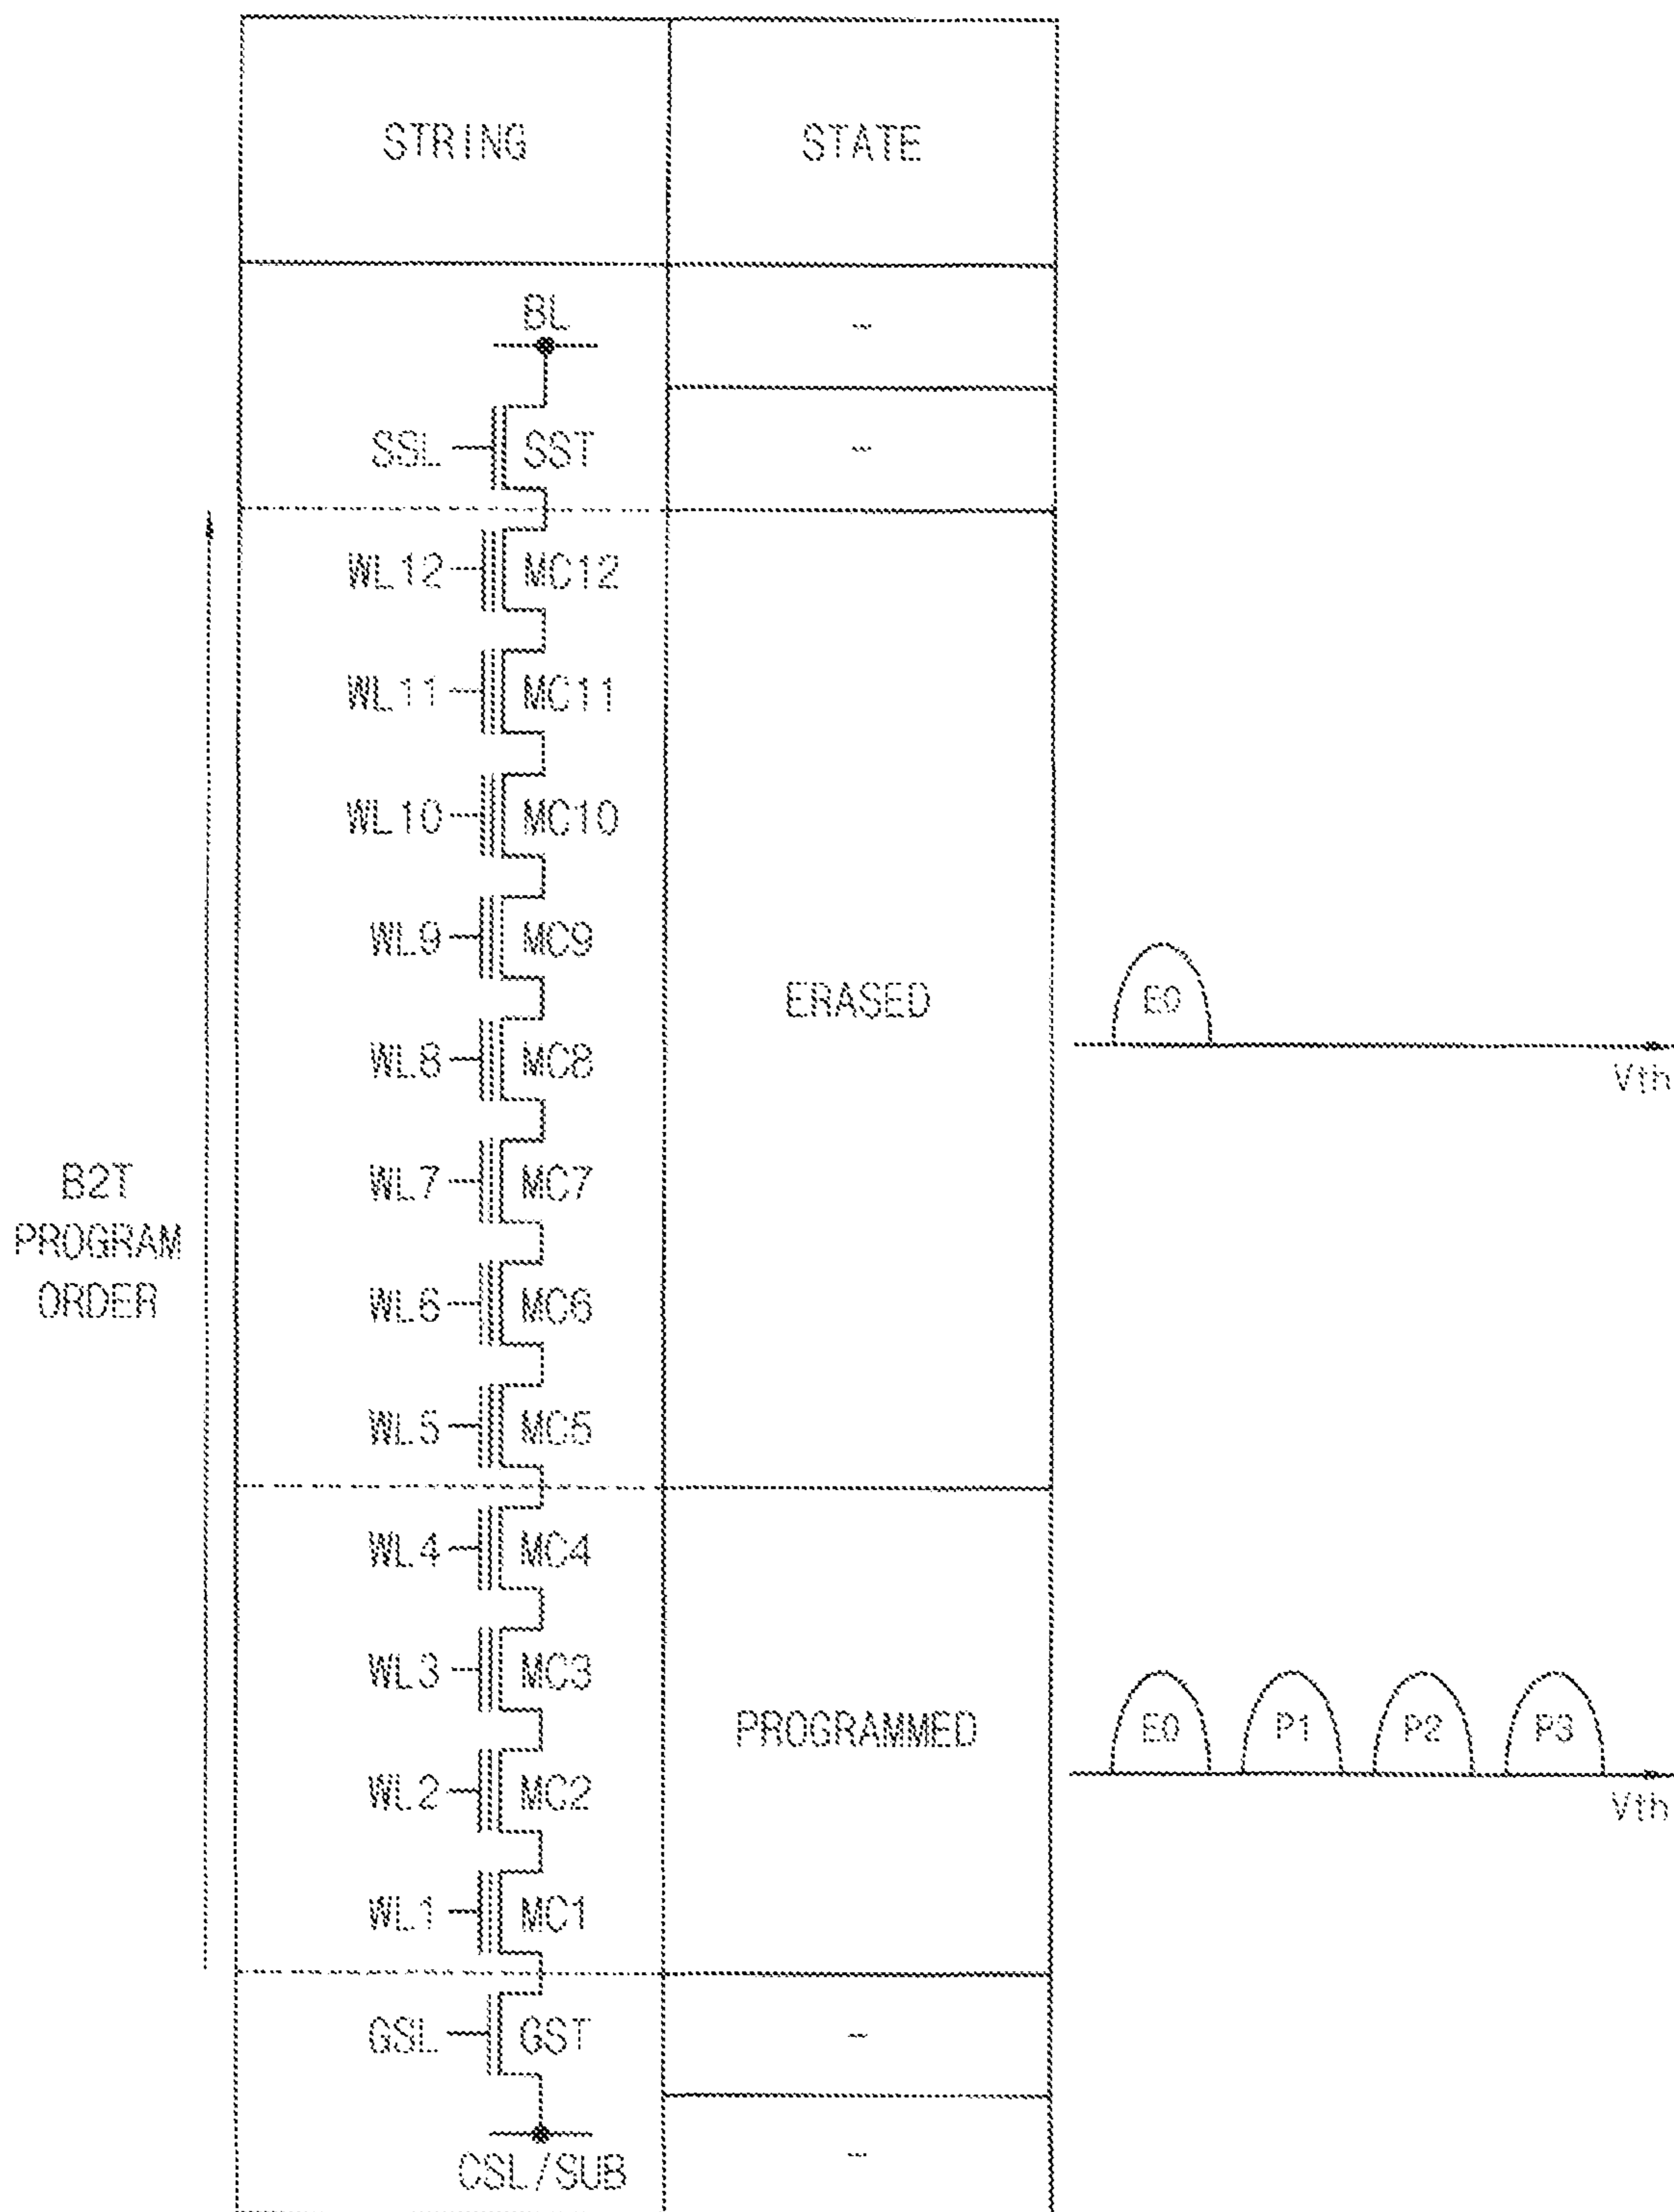 STRING STATE
BL -
SSL SST -
WL12 MC12
WL11 MC11
WL10 MC10
WL9 MC9
ERASED E0
WL8 MC8
Vth
WL7 MC7
B2T
PROGRAM
ORDER
WL6 MC6
WL5 MC5
WL4 MC4
WL3 MC3
PROGRAMMED E0 P1 P2 P3
WL2 MC2
Vth
WL1 MC1
GSL GST -
CSL/SUB -